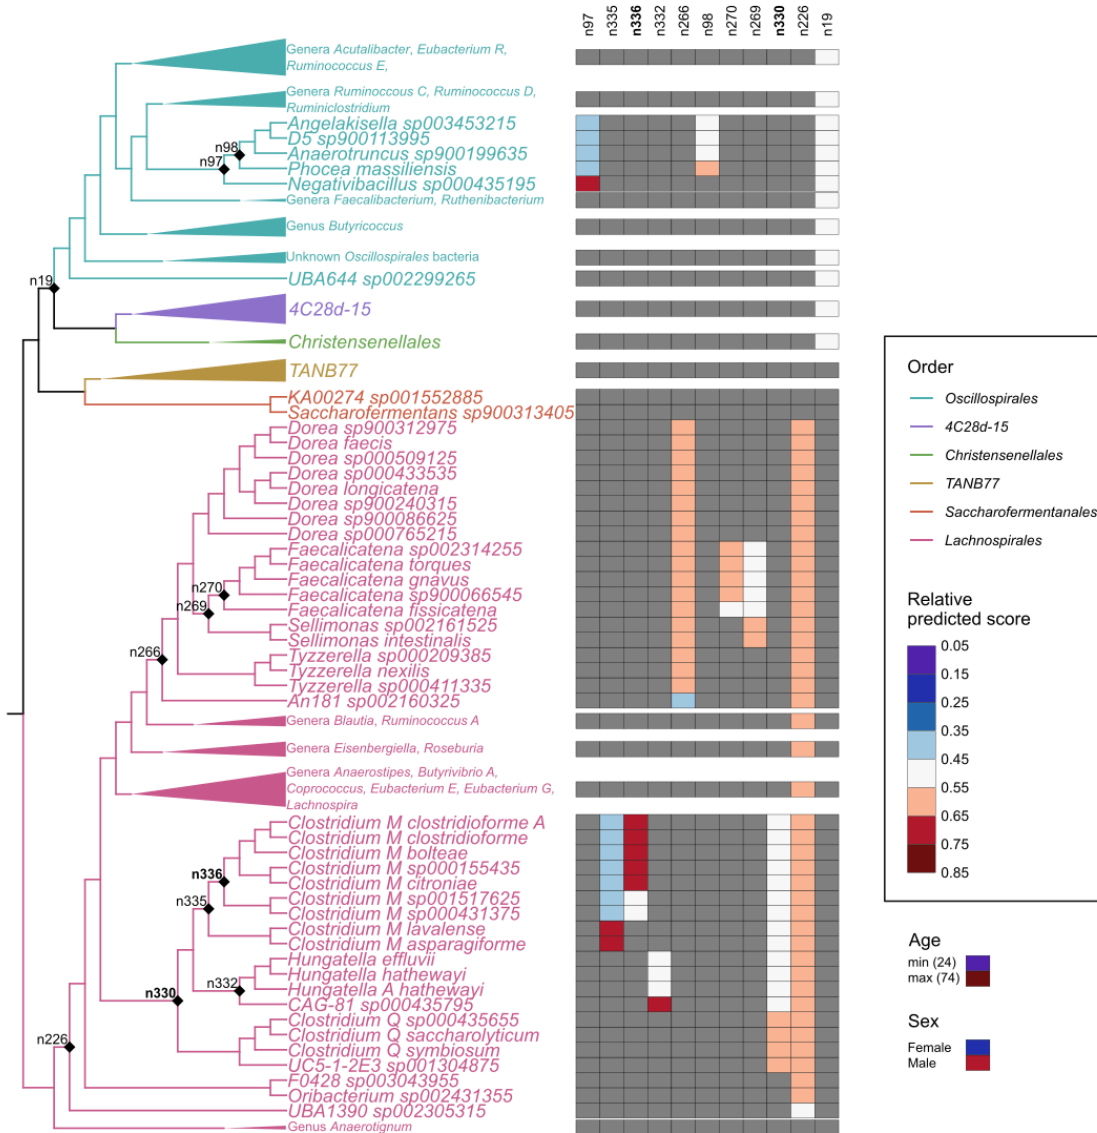 n97
n335
n336
n332
n266
n98
n270
n269
n330
n226
n19
Genera Acutalibacter, Eubacterium R,
Ruminococcus E,
Genera Ruminoccous C, Ruminococcus D,
Ruminiclostridium
Angelakisella sp003453215
D5 sp900113995
n98
Anaerotruncus sp900199635
n97
Phocea massiliensis
Negativibacillus sp000435195
Genera Faecalibacterium, Ruthenibacterium
Genus Butyricoccus
Unknown Oscillospirales bacteria
n19
UBA644 sp002299265
4C28d-15
Christensenellales
TANB77
KA00274 sp001552885
Saccharofermentans sp900313405
Dorea sp900312975
Dorea faecis
Dorea sp000509125
Dorea sp000433535
Dorea longicatena
Dorea sp900240315
Dorea sp900086625
Dorea sp000765215
Faecalicatena sp002314255
Faecalicatena torques
Faecalicatena gnavus
n270
Faecalicatena sp900066545
n269
Faecalicatena fissicatena
Sellimonas sp002161525
Sellimonas intestinalis
n266
Tyzzerella sp000209385
Tyzzerella nexilis
Tyzzerella sp000411335
An181 sp002160325
Genera Blautia, Ruminococcus A
Genera Eisenbergiella, Roseburia
Genera Anaerostipes, Butyrivibrio A,
Coprococcus, Eubacterium E, Eubacterium G,
Lachnospira
Clostridium M clostridioforme A
Clostridium M clostridioforme
Clostridium M bolteae
Clostridium M sp000155435
n336
Clostridium M citroniae
Clostridium M sp001517625
n335
Clostridium M sp000431375
Clostridium M lavalense
Clostridium M asparagiforme
Hungatella effluvii
Hungatella hathewayi
n332
Hungatella A hathewayi
n330
CAG-81 sp000435795
Clostridium Q sp000435655
Clostridium Q saccharolyticum
n226
Clostridium Q symbiosum
UC5-1-2E3 sp001304875
F0428 sp003043955
Oribacterium sp002431355
UBA1390 sp002305315
Genus Anaerotignum
Order
Oscillospirales
4C28d-15
Christensenellales
TANB77
Saccharofermentanales
Lachnospirales
Relative
predicted score
0.05
0.15
0.25
0.35
0.45
0.55
0.65
0.75
0.85
Age
min (24)
max (74)
Sex
Female
Male